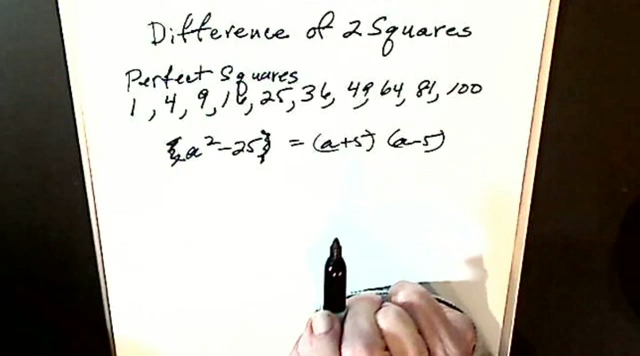 Difference of 2 Squares
Perfect Squares
1, 4, 9, 16, 25, 36, 49, 64, 81, 100
{a² - 25} = (a+5) (a-5)